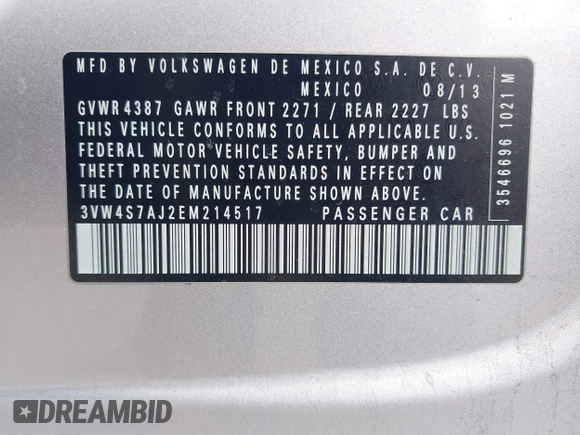 MFD BY VOLKSWAGEN DE MEXICO S.A. DE C.V.
MEXICO 08/13
GVWR 4387 GAWR FRONT 2271 / REAR 2227 LBS
THIS VEHICLE CONFORMS TO ALL APPLICABLE U.S.
FEDERAL MOTOR VEHICLE SAFETY, BUMPER AND
THEFT PREVENTION STANDARDS IN EFFECT ON
THE DATE OF MANUFACTURE SHOWN ABOVE.
3VW4S7AJ2EM214517 PASSENGER CAR
3546696 1021 M
DREAMBID